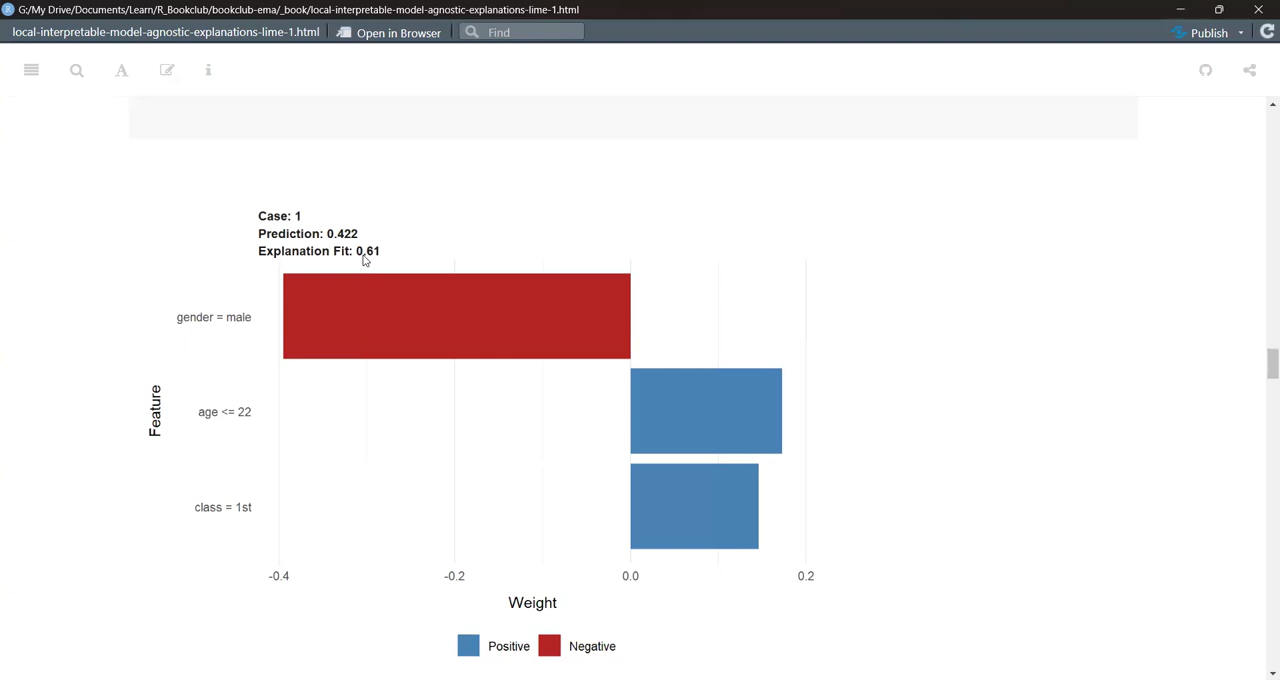 G:/My Drive/Documents/Learn/R_Bookclub/bookclub-ema/_book/local-interpretable-model-agnostic-explanations-lime-1.html
local-interpretable-model-agnostic-explanations-lime-1.html Open in Browser Find Publish
Case: 1
Prediction: 0.422
Explanation Fit: 0.61
gender = male
age <= 22
class = 1st
Feature
-0.4 -0.2 0.0 0.2
Weight
Positive Negative